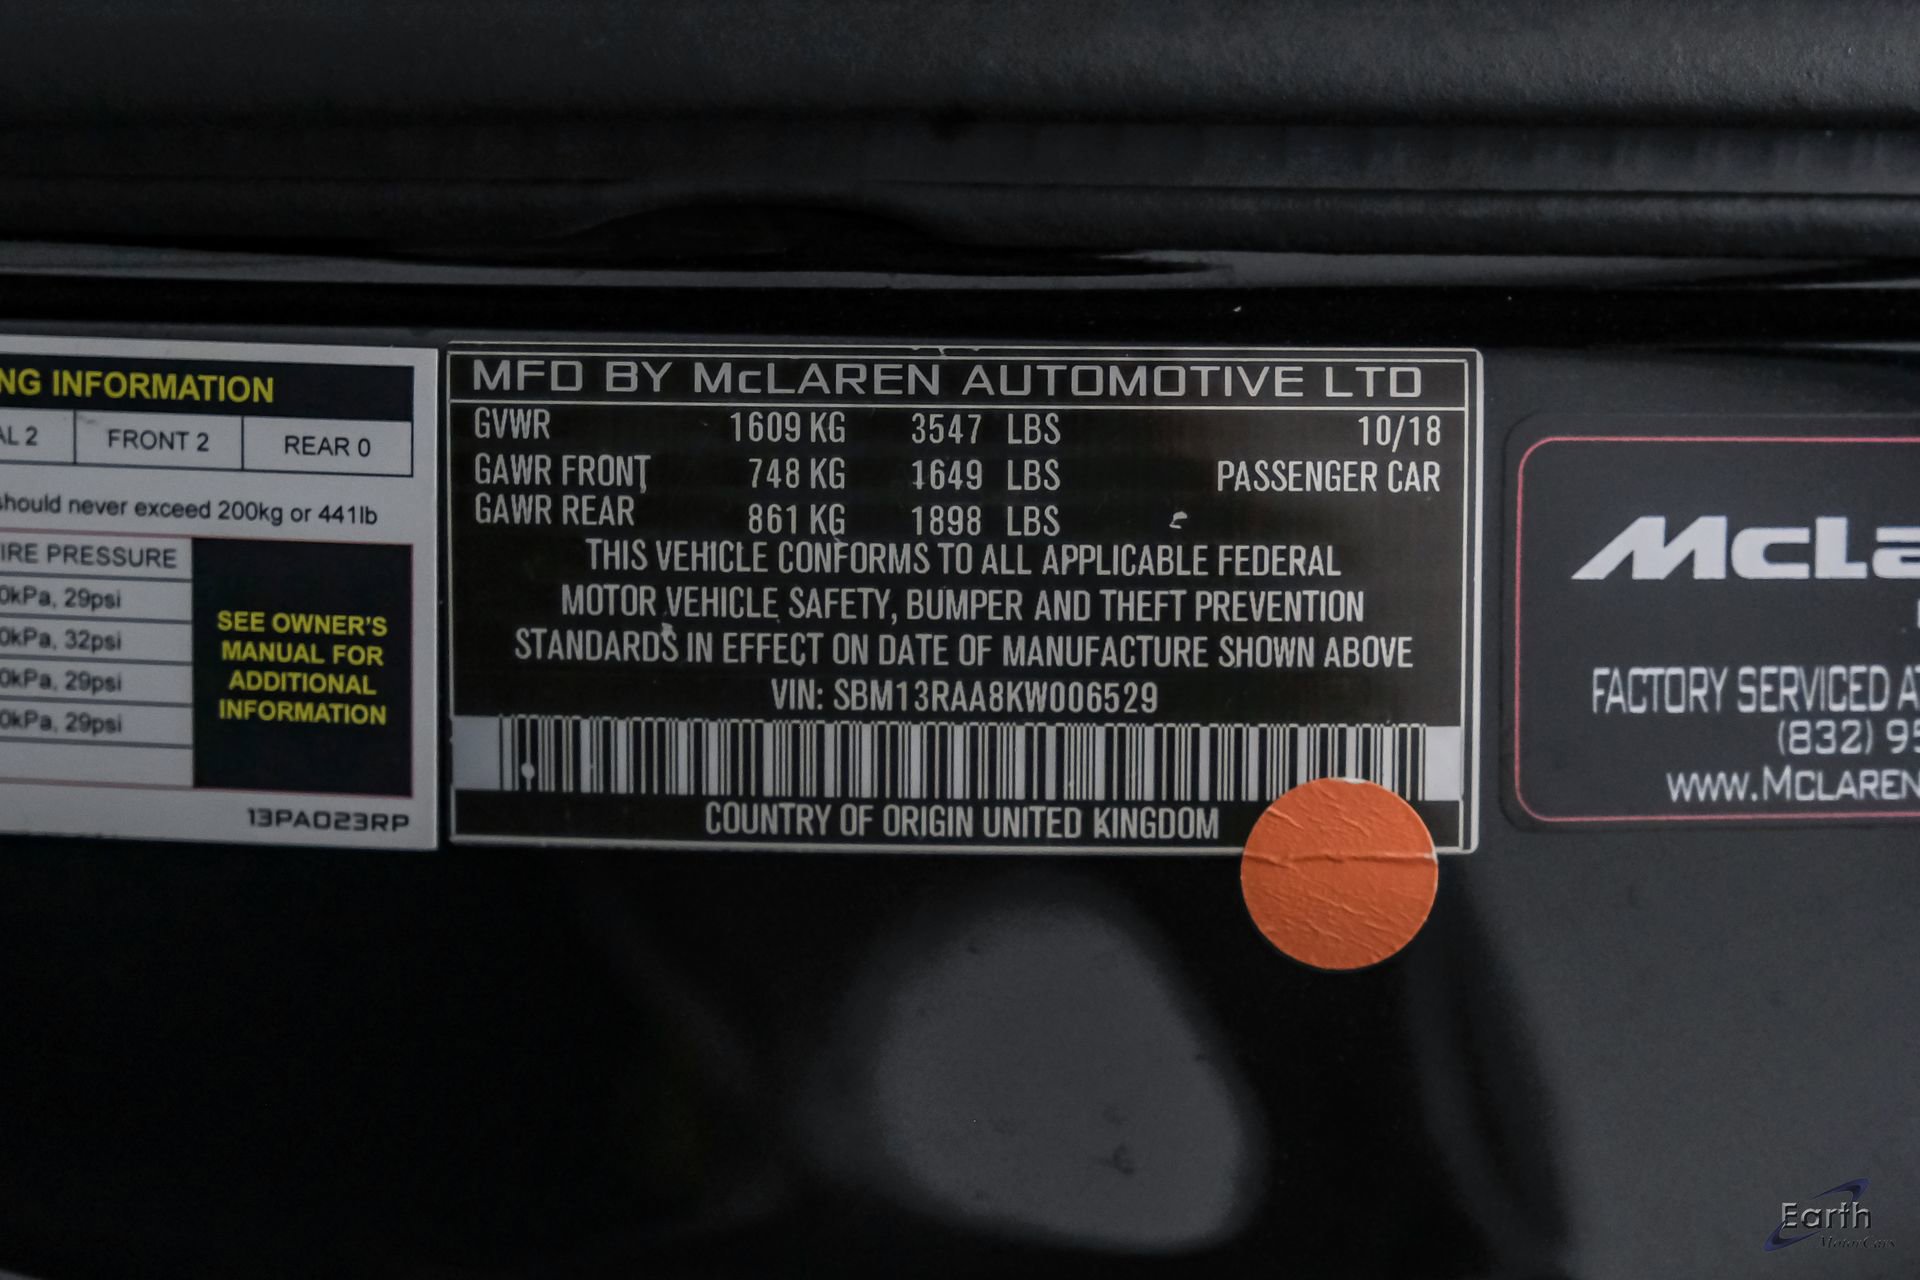 NG INFORMATION
AL 2 FRONT 2 REAR 0
should never exceed 200kg or 441lb
IRE PRESSURE
0kPa, 29psi
0kPa, 32psi
0kPa, 29psi
0kPa, 29psi
SEE OWNER'S
MANUAL FOR
ADDITIONAL
INFORMATION
13PA023RP
MFD BY McLAREN AUTOMOTIVE LTD
GVWR 1609 KG 3547 LBS 10/18
GAWR FRONT 748 KG 1649 LBS PASSENGER CAR
GAWR REAR 861 KG 1898 LBS
THIS VEHICLE CONFORMS TO ALL APPLICABLE FEDERAL
MOTOR VEHICLE SAFETY, BUMPER AND THEFT PREVENTION
STANDARDS IN EFFECT ON DATE OF MANUFACTURE SHOWN ABOVE
VIN: SBM13RAA8KW006529
COUNTRY OF ORIGIN UNITED KINGDOM
McLa
FACTORY SERVICED AT
(832) 95
www.McLAREN
Earth
MotorCars